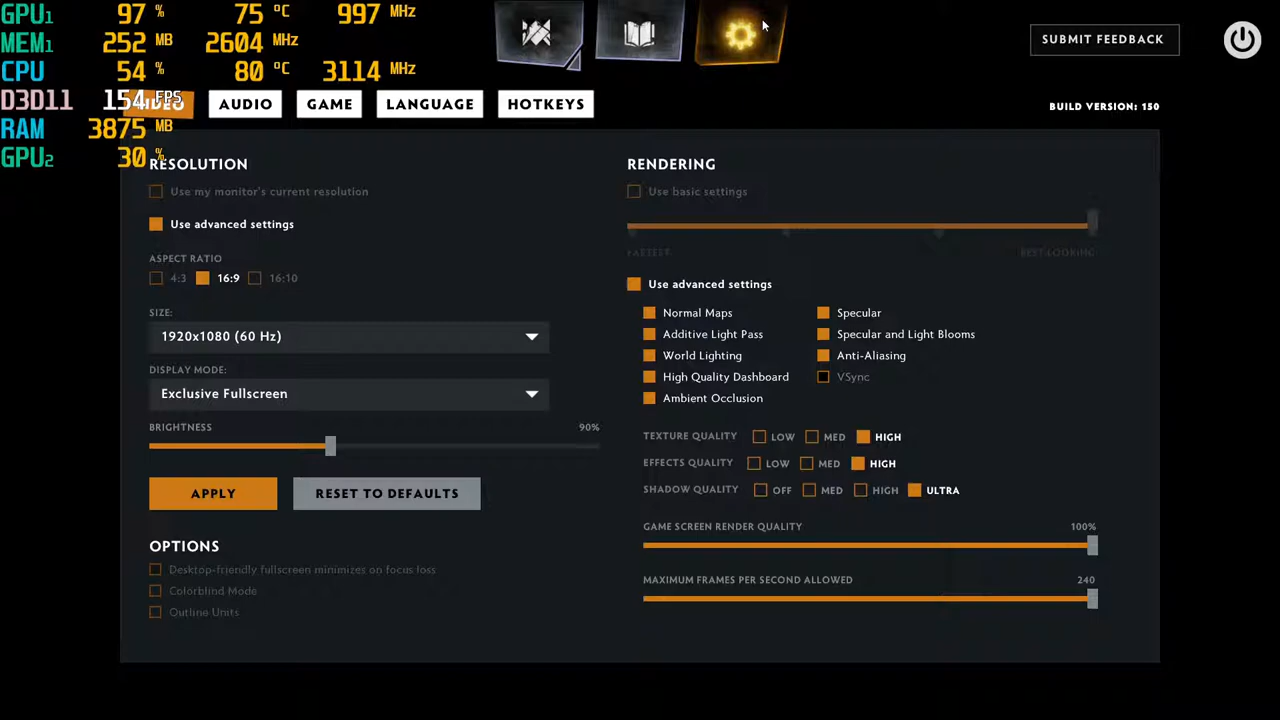 GPU1 97 % 75 °C 997 MHz
MEM1 252 MB 2604 MHz
CPU 54 % 80 °C 3114 MHz
D3D11 154 FPS
RAM 3875 MB
GPU2 30 %
SUBMIT FEEDBACK
VIDEO AUDIO GAME LANGUAGE HOTKEYS
BUILD VERSION: 150
RESOLUTION
Use my monitor's current resolution
Use advanced settings
ASPECT RATIO
4:3 16:9 16:10
SIZE:
1920x1080 (60 Hz)
DISPLAY MODE:
Exclusive Fullscreen
BRIGHTNESS 90%
APPLY RESET TO DEFAULTS
OPTIONS
Desktop-friendly fullscreen minimizes on focus loss
Colorblind Mode
Outline Units
RENDERING
Use basic settings
FASTEST BEST-LOOKING
Use advanced settings
Normal Maps Specular
Additive Light Pass Specular and Light Blooms
World Lighting Anti-Aliasing
High Quality Dashboard VSync
Ambient Occlusion
TEXTURE QUALITY LOW MED HIGH
EFFECTS QUALITY LOW MED HIGH
SHADOW QUALITY OFF MED HIGH ULTRA
GAME SCREEN RENDER QUALITY 100%
MAXIMUM FRAMES PER SECOND ALLOWED 240